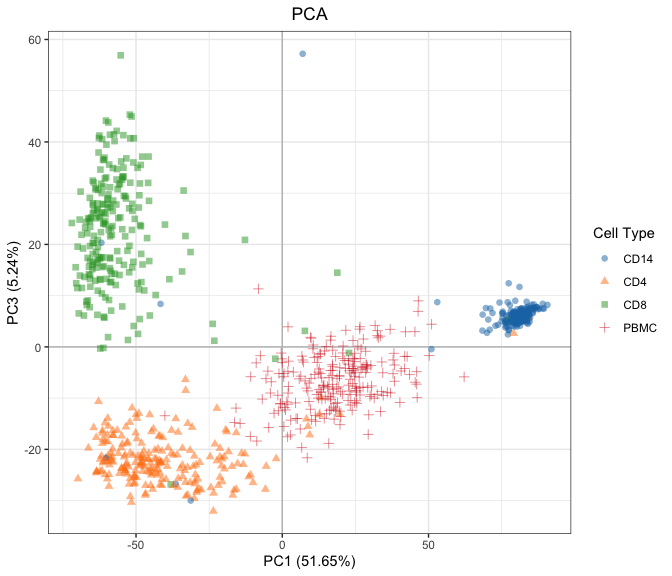 PCA
60
40
20
0
-20
PC3 (5.24%)
-50
0
50
PC1 (51.65%)
Cell Type
CD14
CD4
CD8
PBMC